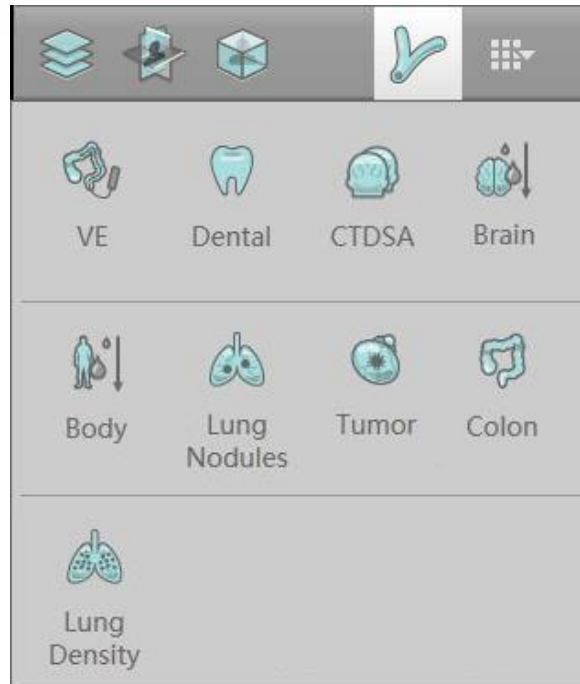 VE
Dental
CTDSA
Brain
Body
Lung
Nodules
Tumor
Colon
Lung
Density